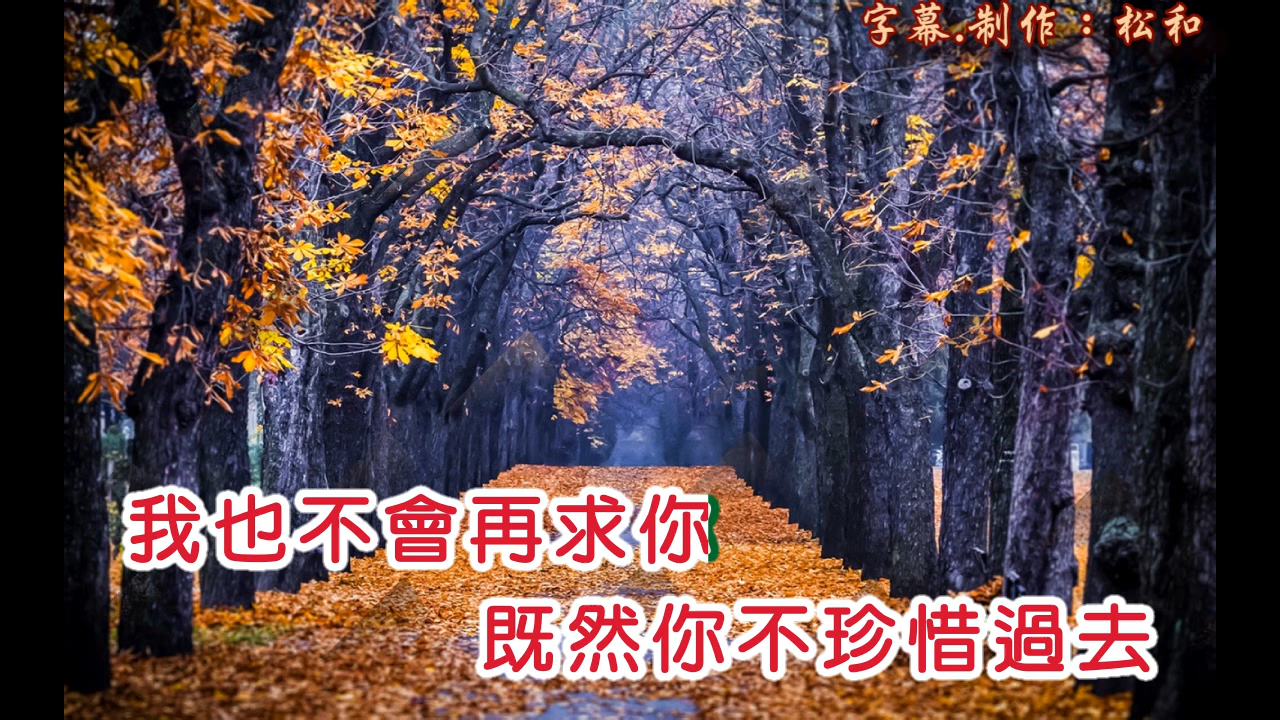 字幕.制作：松和
我也不會再求你
既然你不珍惜過去